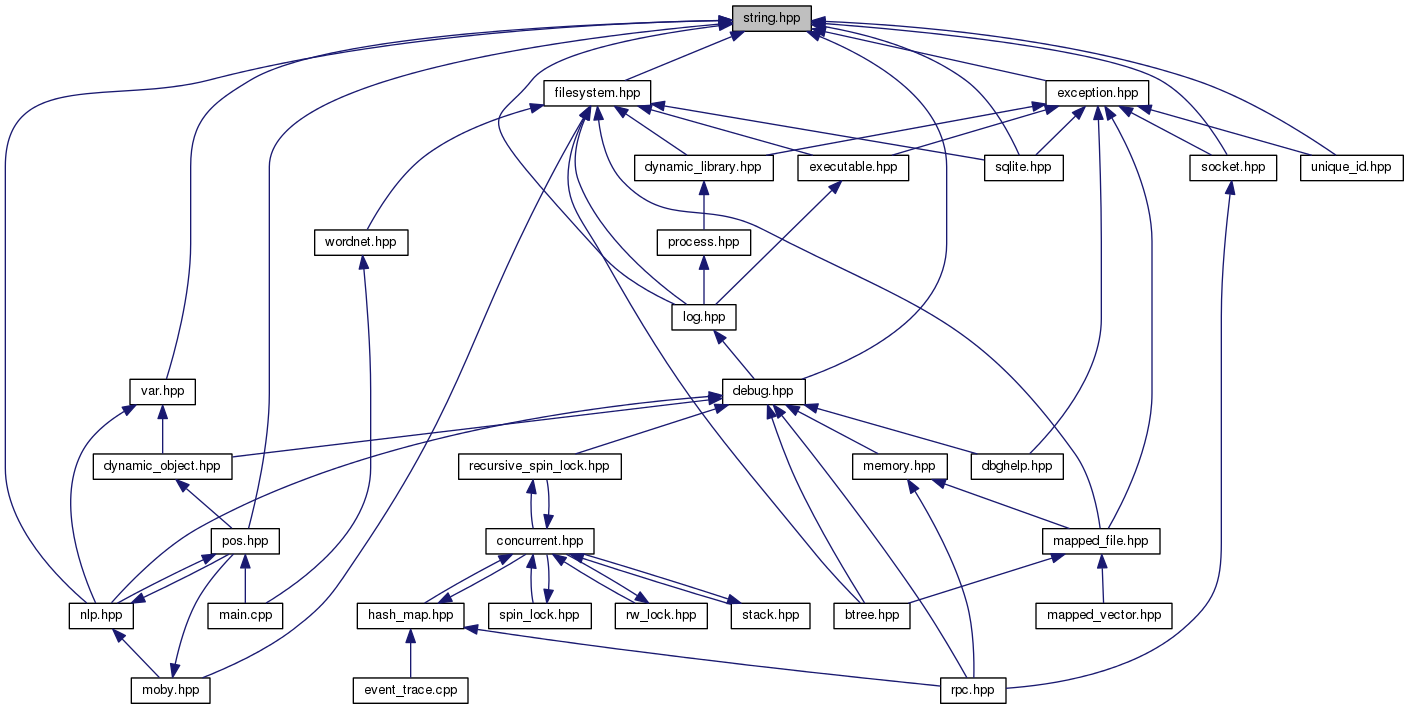 string.hpp
filesystem.hpp
exception.hpp
dynamic_library.hpp
executable.hpp
sqlite.hpp
socket.hpp
unique_id.hpp
wordnet.hpp
process.hpp
log.hpp
var.hpp
debug.hpp
dynamic_object.hpp
recursive_spin_lock.hpp
memory.hpp
dbghelp.hpp
pos.hpp
concurrent.hpp
mapped_file.hpp
nlp.hpp
main.cpp
hash_map.hpp
spin_lock.hpp
rw_lock.hpp
stack.hpp
btree.hpp
mapped_vector.hpp
moby.hpp
event_trace.cpp
rpc.hpp